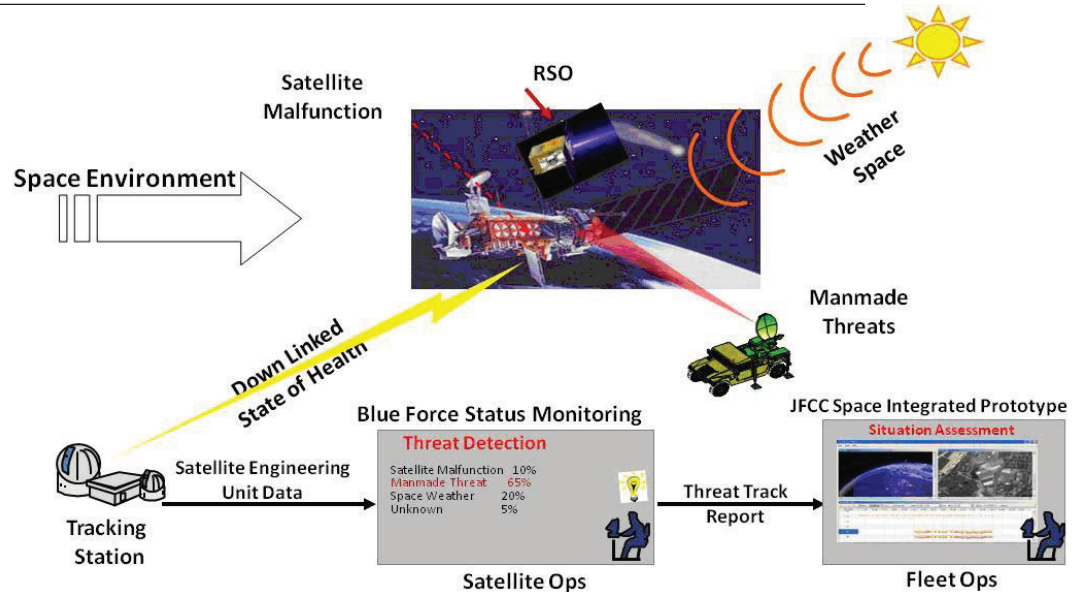 Satellite
Malfunction
RSO
Weather
Space
Space Environment
Manmade
Threats
Down Linked
State of Health
Blue Force Status Monitoring
Threat Detection
Satellite Malfunction 10%
Manmade Threat 65%
Space Weather 20%
Unknown 5%
JFCC Space Integrated Prototype
Situation Assessment
Satellite Engineering
Unit Data
Threat Track
Report
Tracking
Station
Satellite Ops
Fleet Ops